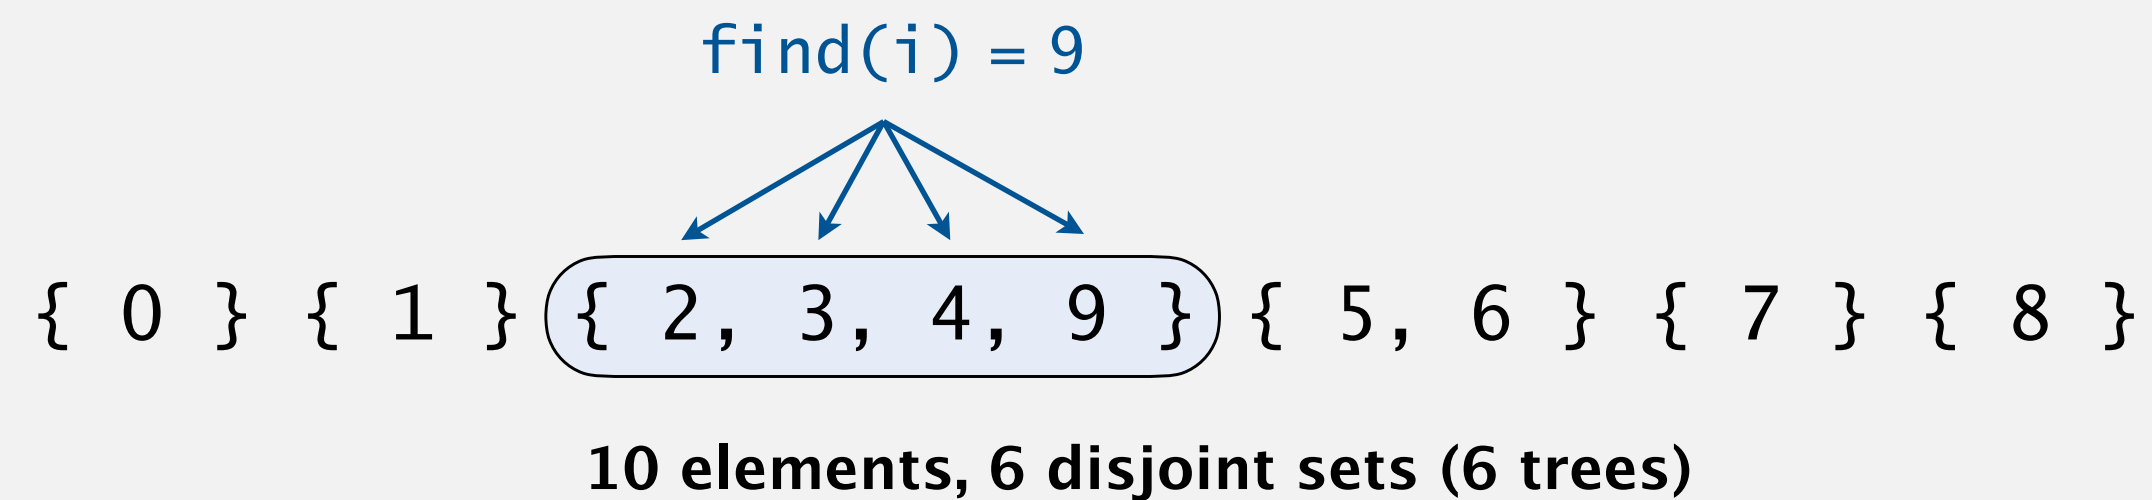 find(i) = 9
{ 0 } { 1 } { 2, 3, 4, 9 } { 5, 6 } { 7 } { 8 }
10 elements, 6 disjoint sets (6 trees)